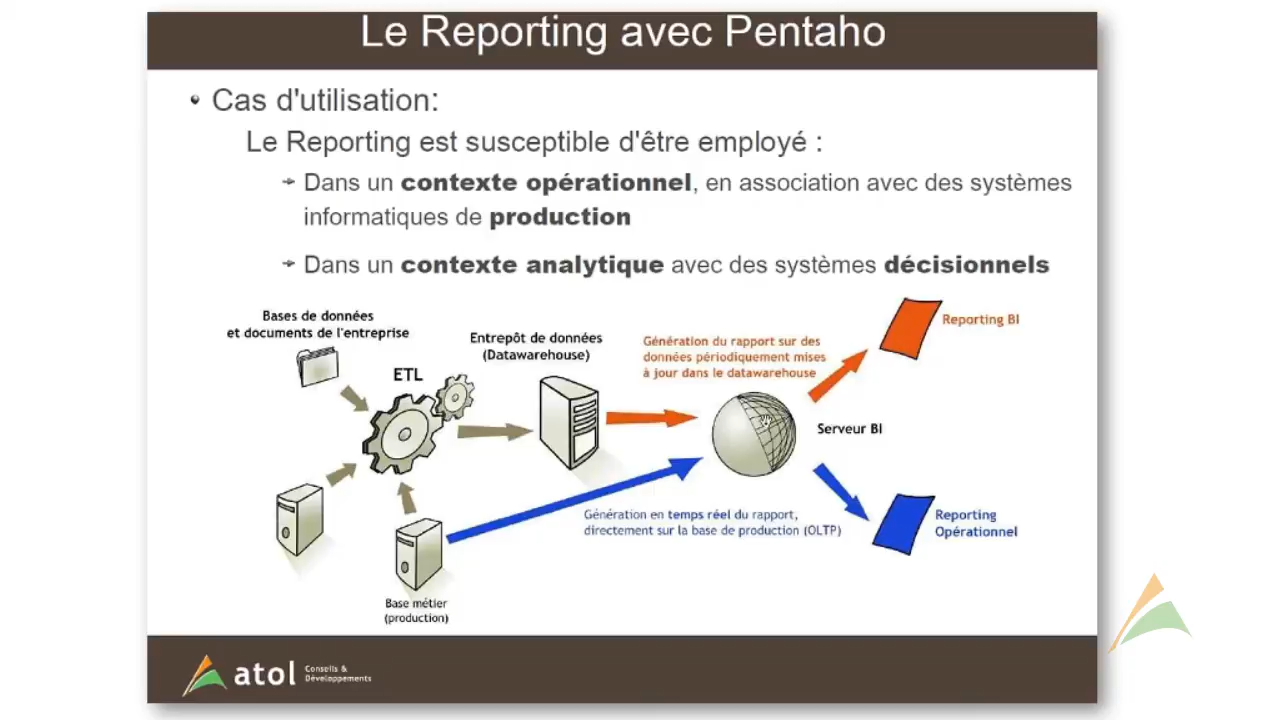 Le Reporting avec Pentaho
Cas d'utilisation:
Le Reporting est susceptible d'être employé :
Dans un contexte opérationnel, en association avec des systèmes
informatiques de production
Dans un contexte analytique avec des systèmes décisionnels
Bases de données
et documents de l'entreprise
ETL
Entrepôt de données
(Datawarehouse)
Génération du rapport sur des
données périodiquement mises
à jour dans le datawarehouse
Reporting BI
Serveur BI
Génération en temps réel du rapport,
directement sur la base de production (OLTP)
Reporting
Opérationnel
Base métier
(production)
atol
Conseils &
Développements